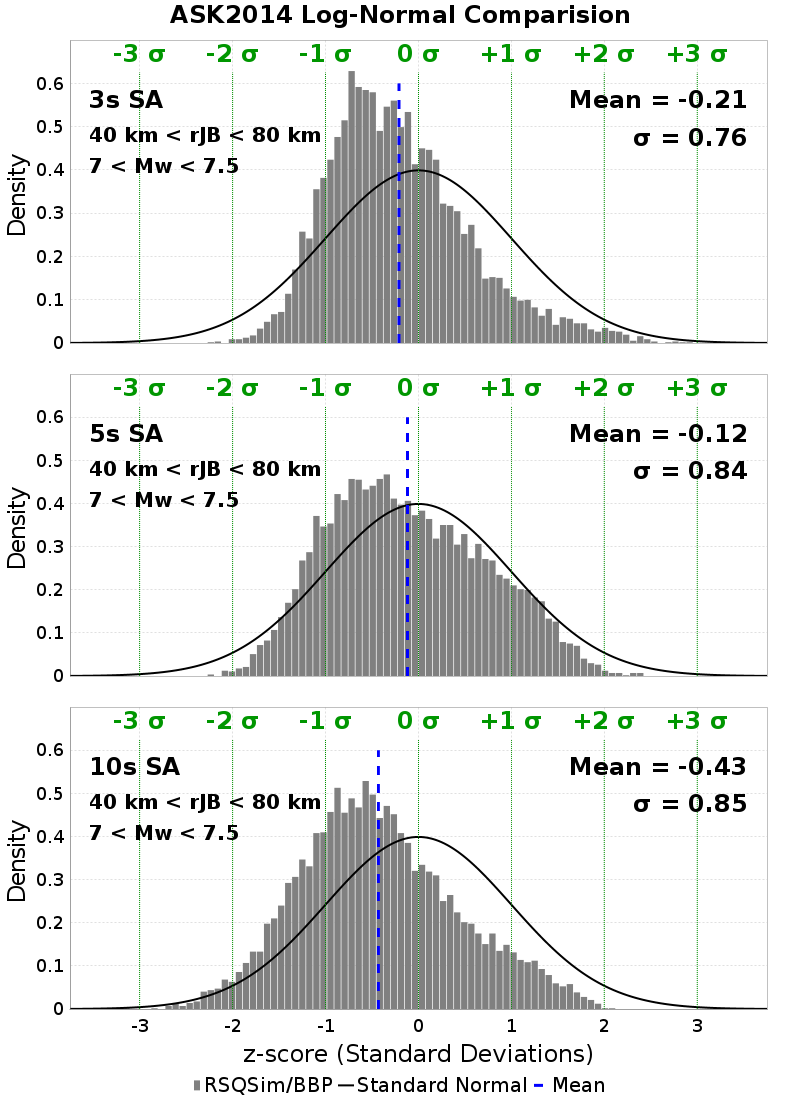 ASK2014 Log-Normal Comparision
-3 σ -2 σ -1 σ 0 σ +1 σ +2 σ +3 σ
0.6
0.5
0.4
0.3
0.2
0.1
0
Density
3s SA
40 km < rJB < 80 km
7 < Mw < 7.5
Mean = -0.21
σ = 0.76
-3 σ -2 σ -1 σ 0 σ +1 σ +2 σ +3 σ
0.6
0.5
0.4
0.3
0.2
0.1
0
Density
5s SA
40 km < rJB < 80 km
7 < Mw < 7.5
Mean = -0.12
σ = 0.84
-3 σ -2 σ -1 σ 0 σ +1 σ +2 σ +3 σ
0.6
0.5
0.4
0.3
0.2
0.1
0
Density
10s SA
40 km < rJB < 80 km
7 < Mw < 7.5
Mean = -0.43
σ = 0.85
-3 -2 -1 0 1 2 3
z-score (Standard Deviations)
RSQSim/BBP Standard Normal Mean